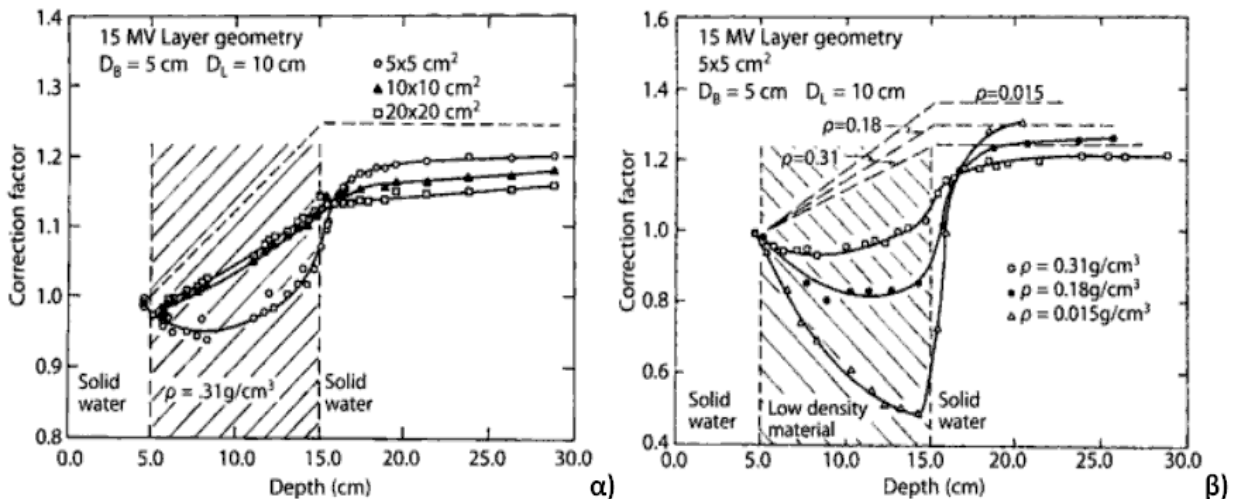 15 MV Layer geometry
D_B = 5 cm D_L = 10 cm
5x5 cm²
10x10 cm²
20x20 cm²
Correction factor
1.4
1.3
1.2
1.1
1.0
0.9
0.8
Solid
water
ρ = .31g/cm³
Solid
water
0.0 5.0 10.0 15.0 20.0 25.0 30.0
Depth (cm)
α)
15 MV Layer geometry
5x5 cm²
D_B = 5 cm D_L = 10 cm
ρ=0.015
ρ=0.18
ρ=0.31
Correction factor
1.6
1.4
1.2
1.0
0.8
0.6
0.4
ρ = 0.31g/cm³
ρ = 0.18g/cm³
ρ = 0.015g/cm³
Solid
water
Low density
material
Solid
water
0.0 5.0 10.0 15.0 20.0 25.0 30.0
Depth (cm)
β)